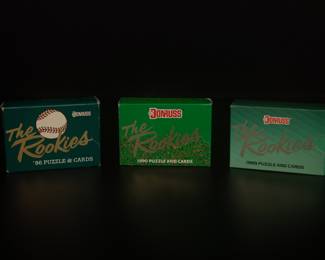 The
DONRUSS
Rookies
'86 PUZZLE & CARDS
DONRUSS
The
Rookies
1990 PUZZLE AND CARDS
DONRUSS
The
Rookies
1989 PUZZLE AND CARDS